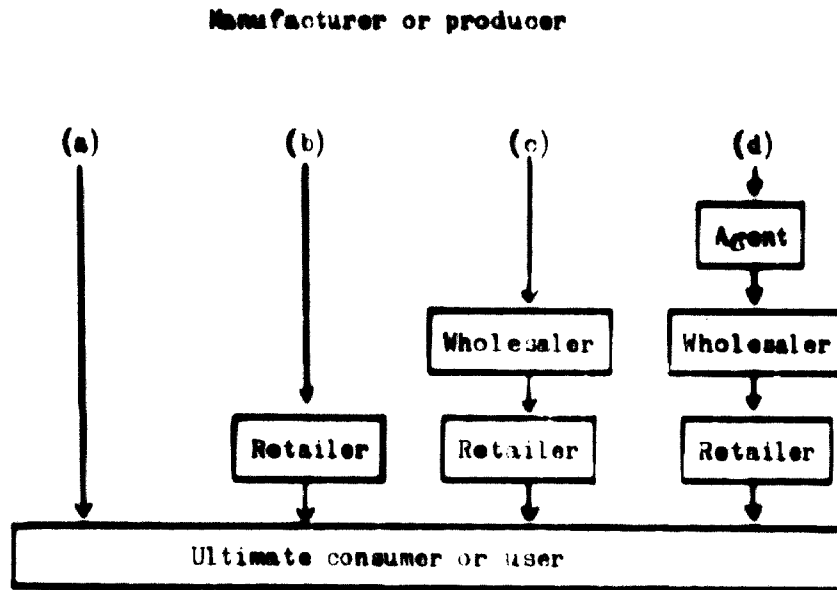 Manufacturer or producer
(a) (b) (c) (d)
Agent
Wholesaler Wholesaler
Retailer Retailer Retailer
Ultimate consumer or user